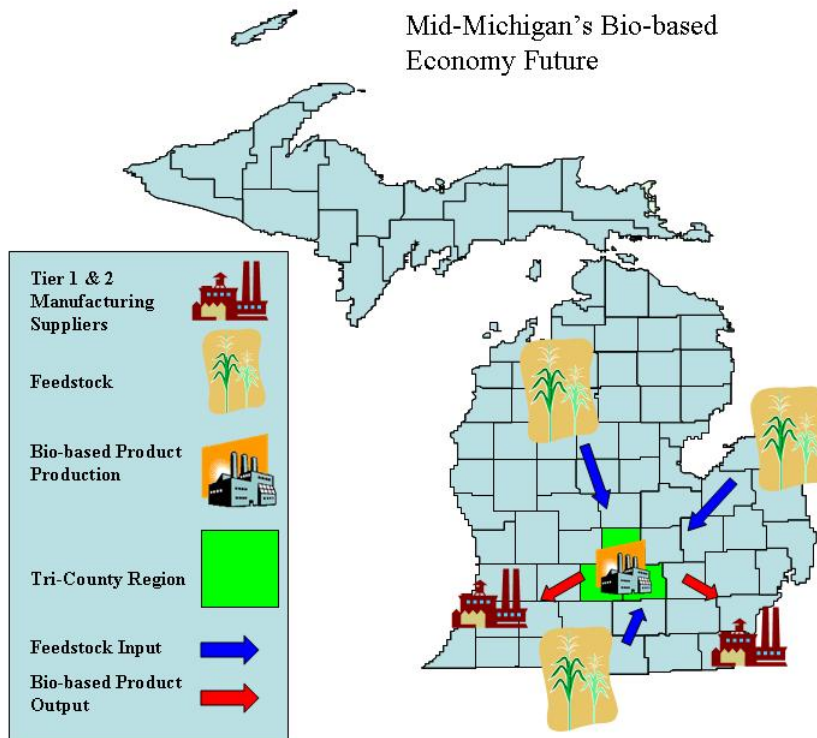 Mid-Michigan's Bio-based
Economy Future
Tier 1 & 2
Manufacturing
Suppliers
Feedstock
Bio-based Product
Production
Tri-County Region
Feedstock Input
Bio-based Product
Output